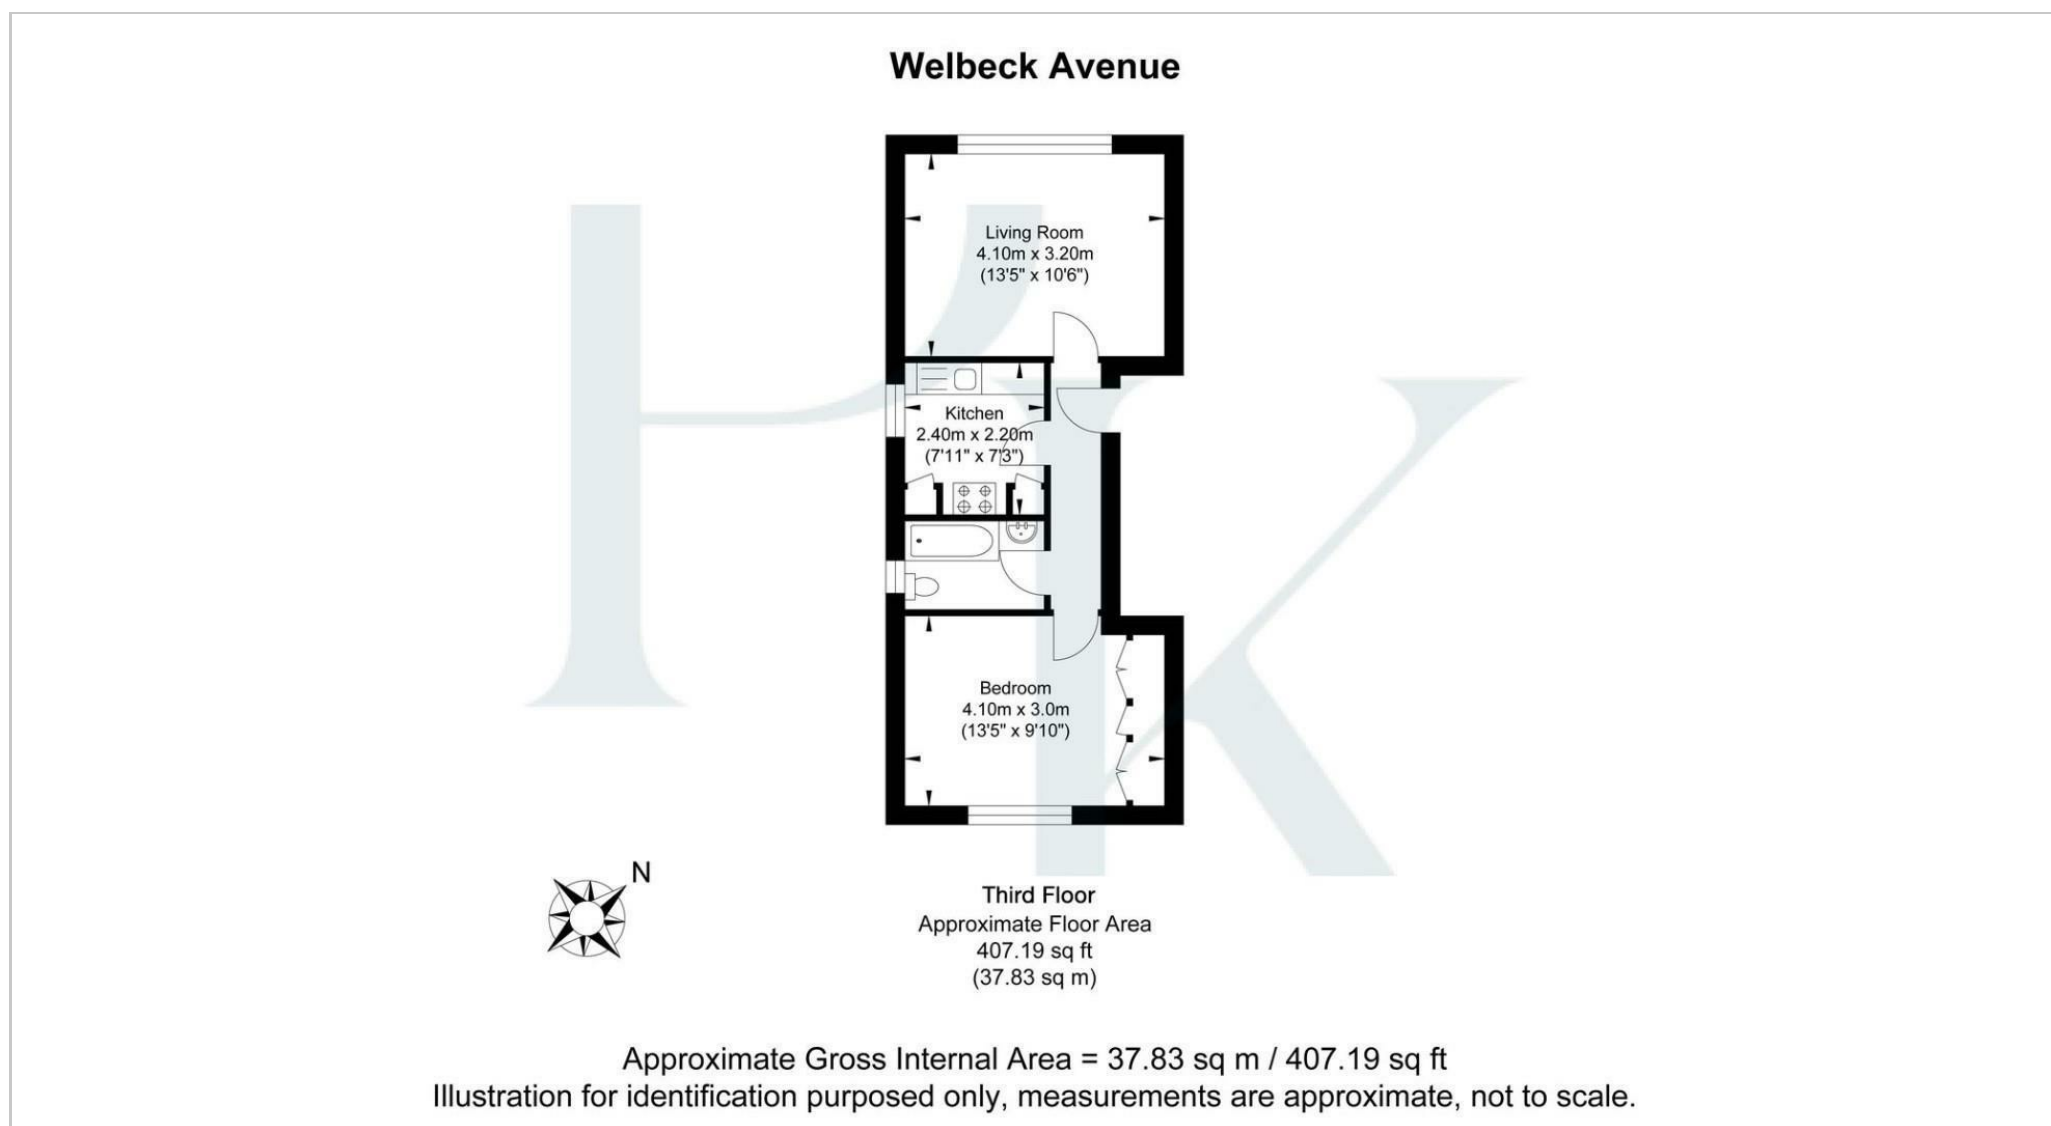 Welbeck Avenue
Living Room
4.10m x 3.20m
(13'5" x 10'6")
Kitchen
2.40m x 2.20m
(7'11" x 7'3")
Bedroom
4.10m x 3.0m
(13'5" x 9'10")
N
Third Floor
Approximate Floor Area
407.19 sq ft
(37.83 sq m)
Approximate Gross Internal Area = 37.83 sq m / 407.19 sq ft
Illustration for identification purposed only, measurements are approximate, not to scale.
HK